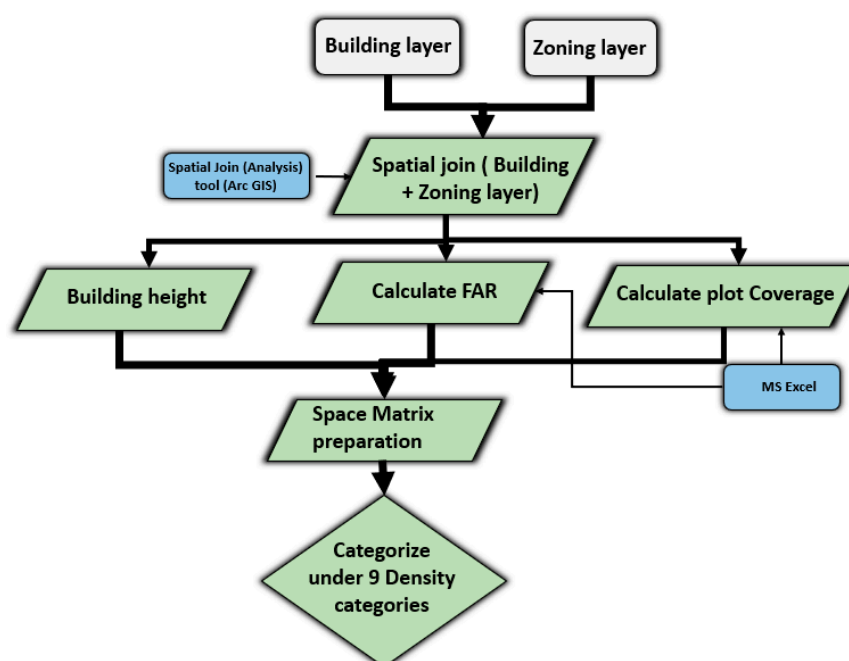 Building layer
Zoning layer
Spatial Join (Analysis)
tool (Arc GIS)
Spatial join ( Building
+ Zoning layer)
Building height
Calculate FAR
Calculate plot Coverage
MS Excel
Space Matrix
preparation
Categorize
under 9 Density
categories